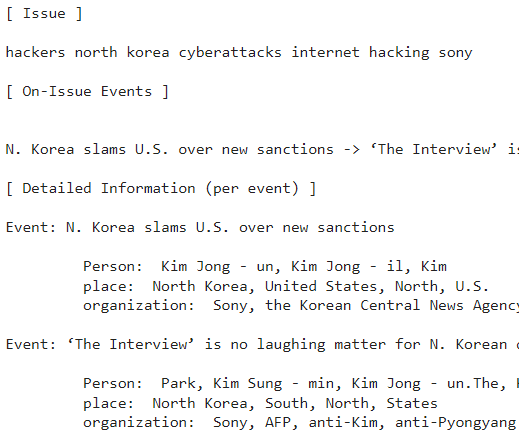 [ Issue ]
hackers north korea cyberattacks internet hacking sony
[ On-Issue Events ]
N. Korea slams U.S. over new sanctions -> ‘The Interview’ is
[ Detailed Information (per event) ]
Event: N. Korea slams U.S. over new sanctions
Person:  Kim Jong - un, Kim Jong - il, Kim
place:  North Korea, United States, North, U.S.
organization:  Sony, the Korean Central News Agency
Event: ‘The Interview’ is no laughing matter for N. Korean
Person:  Park, Kim Sung - min, Kim Jong - un.The,
place:  North Korea, South, North, States
organization:  Sony, AFP, anti-Kim, anti-Pyongyang